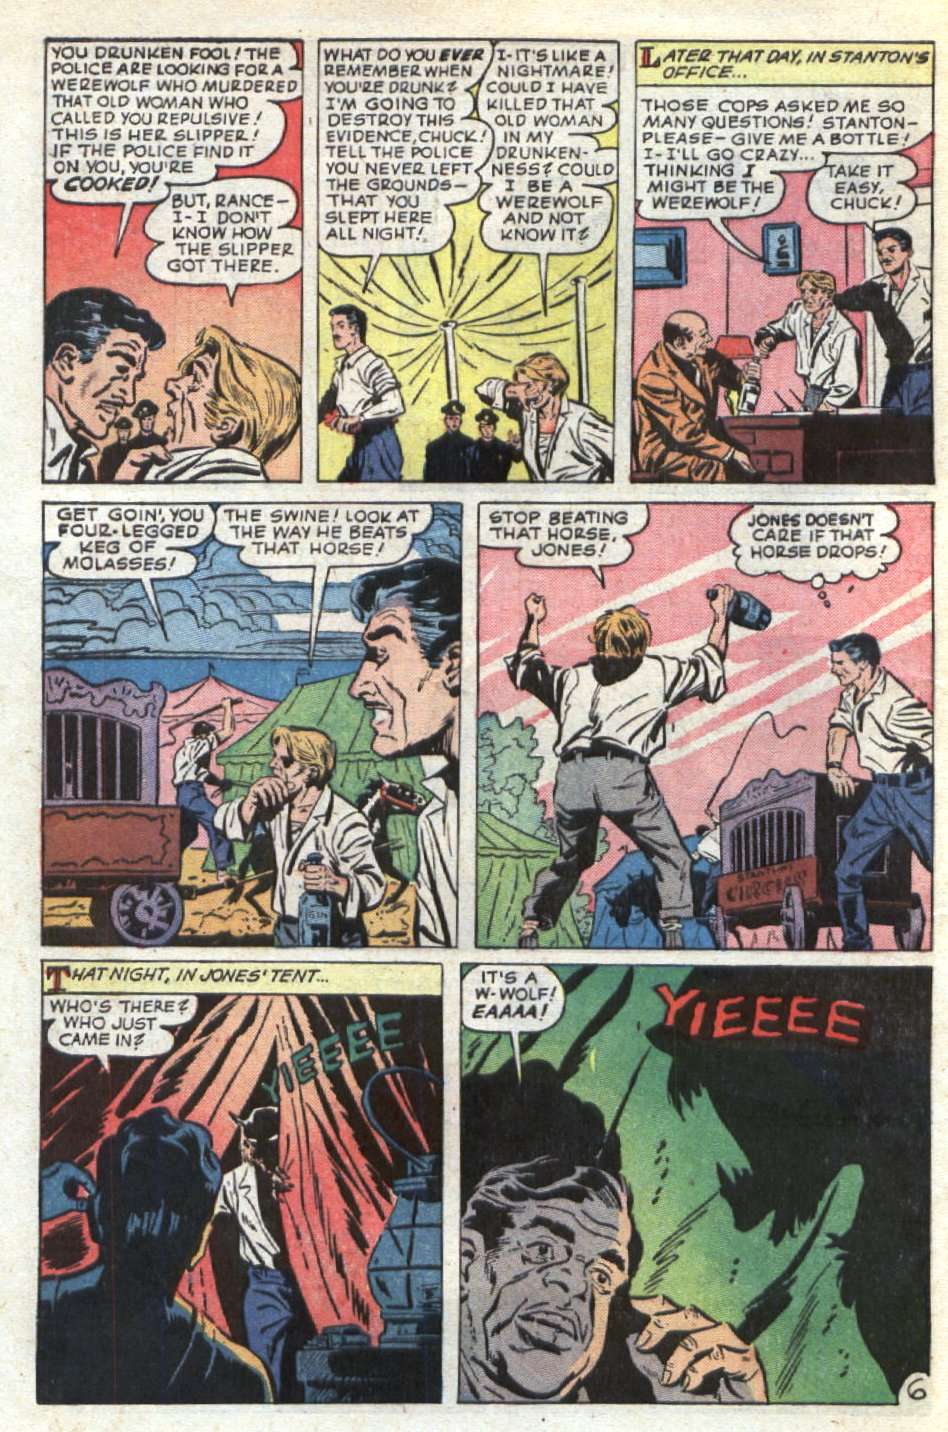 YOU DRUNKEN FOOL! THE
POLICE ARE LOOKING FOR A
WEREWOLF WHO MURDERED
THAT OLD WOMAN WHO
CALLED YOU REPULSIVE!
THIS IS HER SLIPPER!
IF THE POLICE FIND IT
ON YOU, YOU'RE
COOKED!
BUT, RANCE—
I-I DON'T
KNOW HOW
THE SLIPPER
GOT THERE.
WHAT DO YOU EVER
REMEMBER WHEN
YOU'RE DRUNK?
I'M GOING TO
DESTROY THIS
EVIDENCE, CHUCK!
TELL THE POLICE
YOU NEVER LEFT
THE GROUNDS—
THAT YOU
SLEPT HERE
ALL NIGHT!
I-IT'S LIKE A
NIGHTMARE!
COULD I HAVE
KILLED THAT
OLD WOMAN
IN MY
DRUNKEN-
NESS? COULD
I BE A
WEREWOLF
AND NOT
KNOW IT?
LATER THAT DAY, IN STANTON'S
OFFICE...
THOSE COPS ASKED ME SO
MANY QUESTIONS! STANTON—
PLEASE—GIVE ME A BOTTLE!
I-I'LL GO CRAZY...
THINKING I
MIGHT BE THE
WEREWOLF!
TAKE IT
EASY,
CHUCK!
GET GOIN', YOU
FOUR-LEGGED
KEG OF
MOLASSES!
THE SWINE! LOOK AT
THE WAY HE BEATS
THAT HORSE!
GIN
STOP BEATING
THAT HORSE,
JONES!
JONES DOESN'T
CARE IF THAT
HORSE DROPS!
CIRCUS
THAT NIGHT, IN JONES' TENT...
WHO'S THERE?
WHO JUST
CAME IN?
YIEEEE
IT'S A
W-WOLF!
EAAAA!
YIEEEE
6